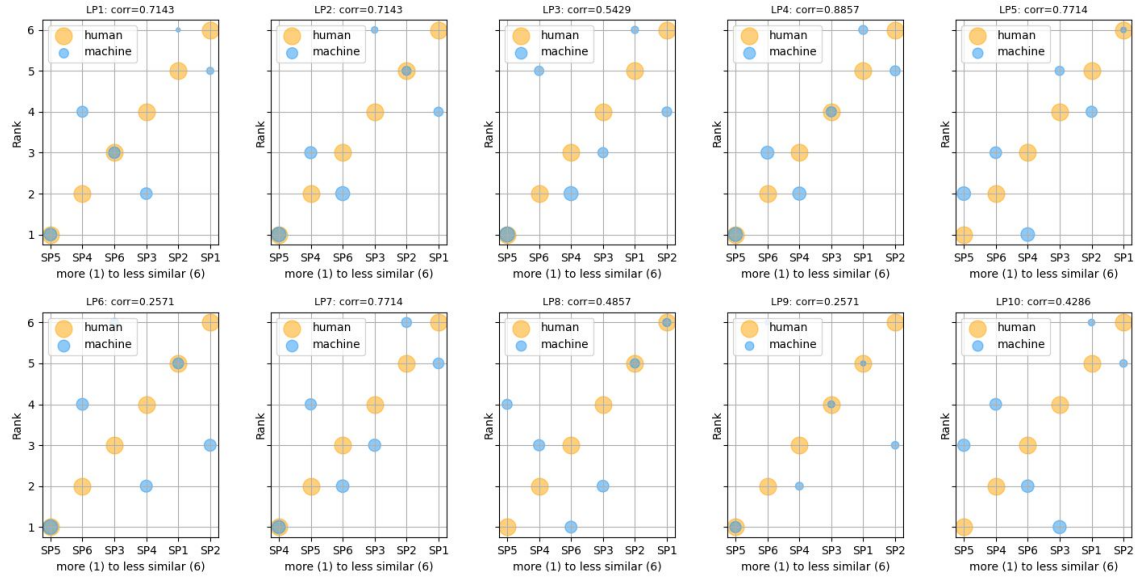 LP1: corr=0.7143
human
machine
Rank
6
5
4
3
2
1
SP5 SP4 SP6 SP3 SP2 SP1
more (1) to less similar (6)
LP2: corr=0.7143
human
machine
Rank
SP5 SP4 SP6 SP3 SP2 SP1
more (1) to less similar (6)
LP3: corr=0.5429
human
machine
Rank
SP5 SP6 SP4 SP3 SP1 SP2
more (1) to less similar (6)
LP4: corr=0.8857
human
machine
Rank
SP5 SP6 SP4 SP3 SP1 SP2
more (1) to less similar (6)
LP5: corr=0.7714
human
machine
Rank
SP5 SP6 SP4 SP3 SP2 SP1
more (1) to less similar (6)
LP6: corr=0.2571
human
machine
Rank
6
5
4
3
2
1
SP5 SP6 SP3 SP4 SP1 SP2
more (1) to less similar (6)
LP7: corr=0.7714
human
machine
Rank
SP4 SP5 SP6 SP3 SP2 SP1
more (1) to less similar (6)
LP8: corr=0.4857
human
machine
Rank
SP5 SP4 SP6 SP3 SP2 SP1
more (1) to less similar (6)
LP9: corr=0.2571
human
machine
Rank
SP5 SP6 SP4 SP3 SP1 SP2
more (1) to less similar (6)
LP10: corr=0.4286
human
machine
Rank
SP5 SP4 SP6 SP3 SP1 SP2
more (1) to less similar (6)